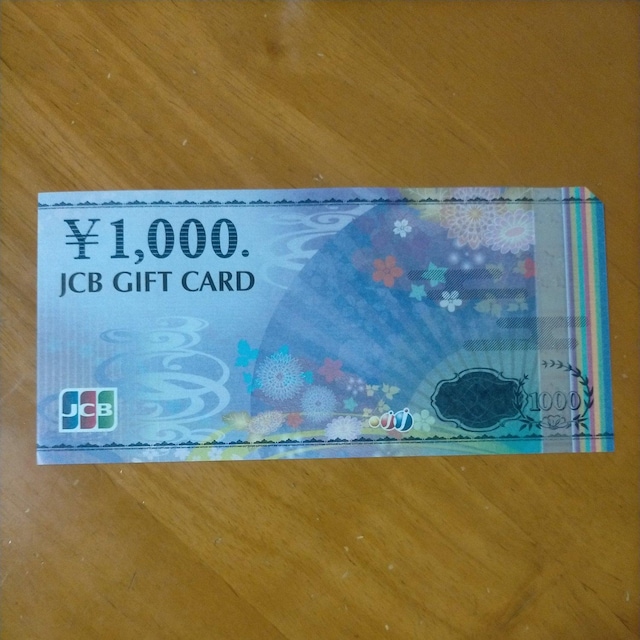 ¥1,000.
JCB GIFT CARD
JCB
1000